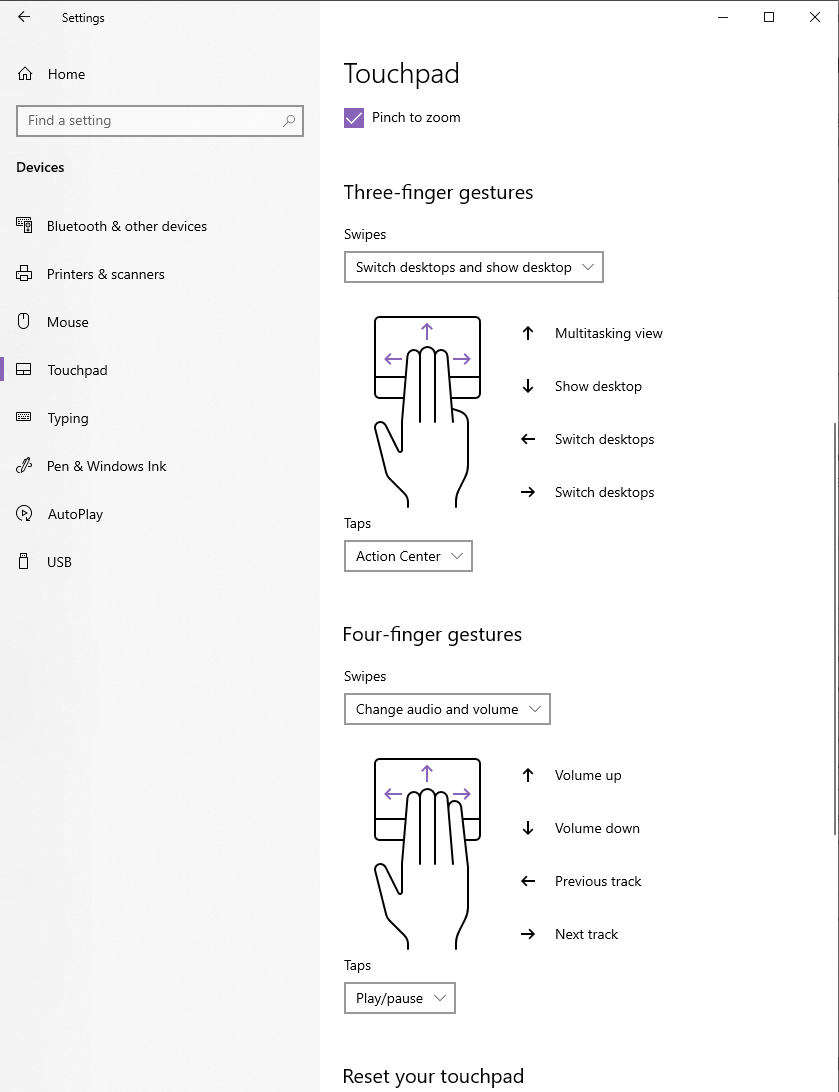 Settings
Home
Find a setting
Devices
Bluetooth & other devices
Printers & scanners
Mouse
Touchpad
Typing
Pen & Windows Ink
AutoPlay
USB
Touchpad
Pinch to zoom
Three-finger gestures
Swipes
Switch desktops and show desktop
Multitasking view
Show desktop
Switch desktops
Switch desktops
Taps
Action Center
Four-finger gestures
Swipes
Change audio and volume
Volume up
Volume down
Previous track
Next track
Taps
Play/pause
Reset your touchpad